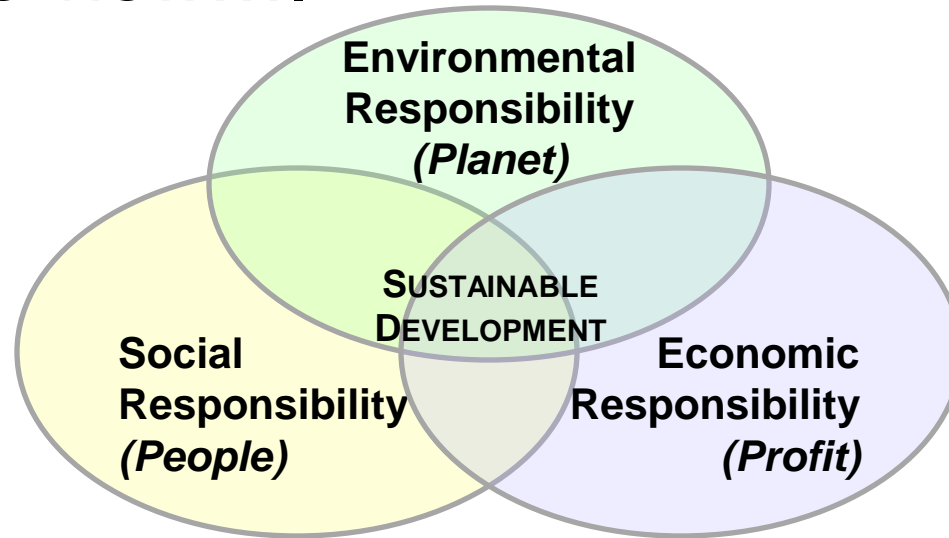 Environmental
Responsibility
(Planet)
SUSTAINABLE
DEVELOPMENT
Social
Responsibility
(People)
Economic
Responsibility
(Profit)